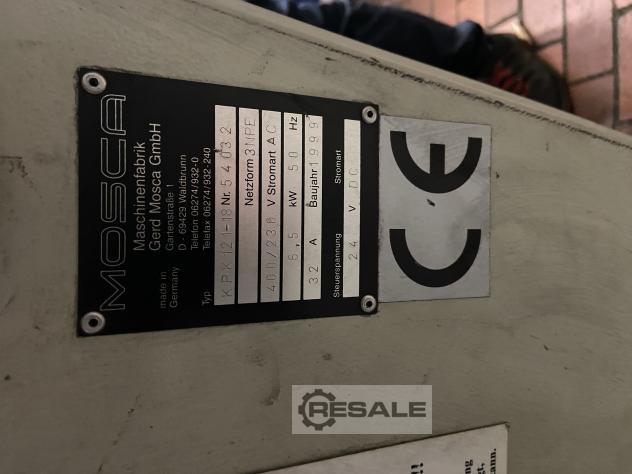 MOSCA
Maschinenfabrik
Gerd Mosca GmbH
Gartenstraße 1
D - 69429 Waldbrunn
Telefon 06274/932-0
Telefax 06274/932-240
made in
Germany
Typ KPK 121-18 Nr. 54032
Netzform 3NPE
400/230 V Stromart AC
6,5 kW 50 Hz
32 A Baujahr 1999
Steuerspannung Stromart
24 V DC
CE
RESALE
!!